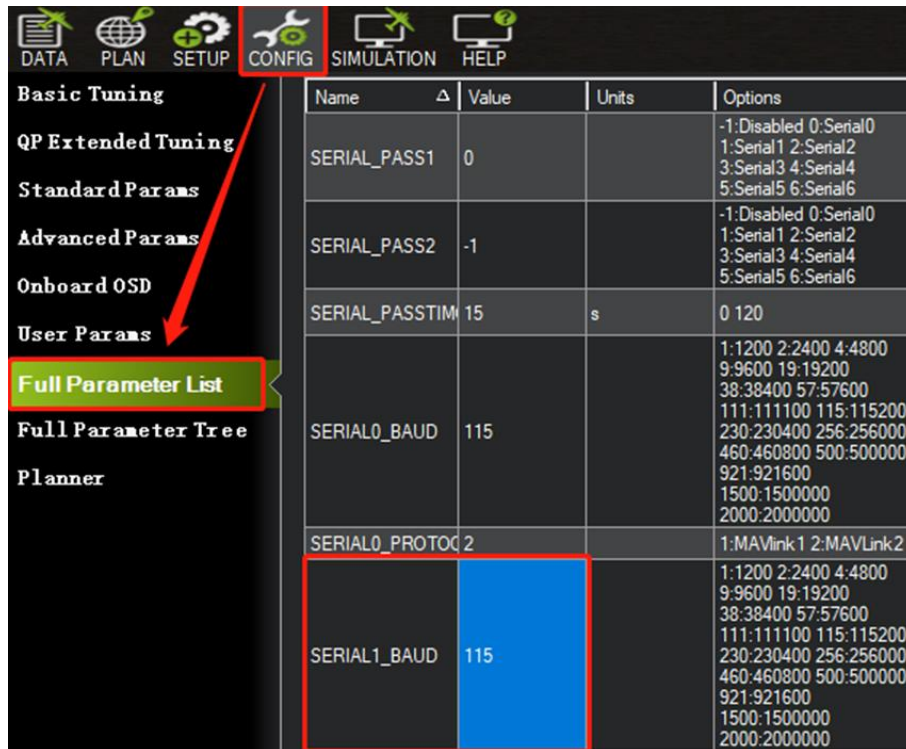 DATA PLAN SETUP CONFIG SIMULATION HELP
Basic Tuning
QP Extended Tuning
Standard Params
Advanced Params
Onboard OSD
User Params
Full Parameter List
Full Parameter Tree
Planner
Name Value Units Options
SERIAL_PASS1 0
-1:Disabled 0:Serial0
1:Serial1 2:Serial2
3:Serial3 4:Serial4
5:Serial5 6:Serial6
SERIAL_PASS2 -1
-1:Disabled 0:Serial0
1:Serial1 2:Serial2
3:Serial3 4:Serial4
5:Serial5 6:Serial6
SERIAL_PASSTIM 15 s 0 120
SERIAL0_BAUD 115
1:1200 2:2400 4:4800
9:9600 19:19200
38:38400 57:57600
111:111100 115:115200
230:230400 256:256000
460:460800 500:500000
921:921600
1500:1500000
2000:2000000
SERIAL0_PROTOC 2 1:MAVlink1 2:MAVLink2
SERIAL1_BAUD 115
1:1200 2:2400 4:4800
9:9600 19:19200
38:38400 57:57600
111:111100 115:115200
230:230400 256:256000
460:460800 500:500000
921:921600
1500:1500000
2000:2000000